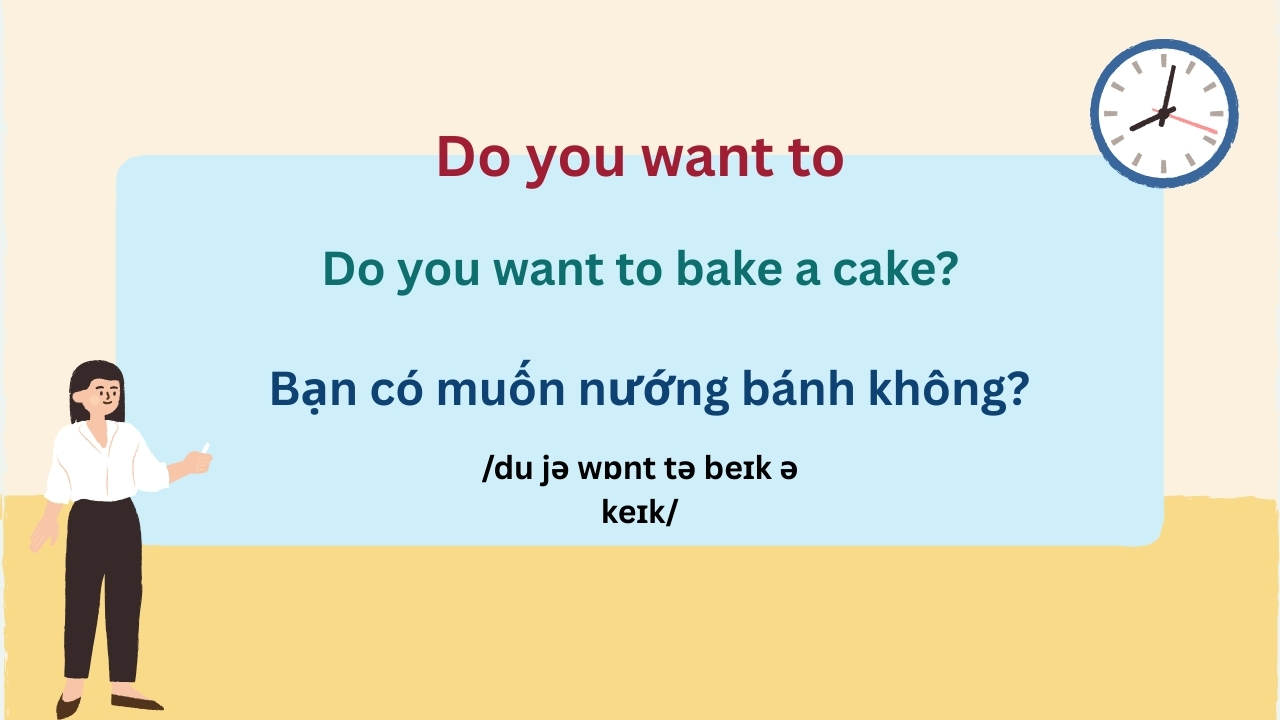 Do you want to
Do you want to bake a cake?
Bạn có muốn nướng bánh không?
/du jə wɒnt tə beɪk ə
keɪk/